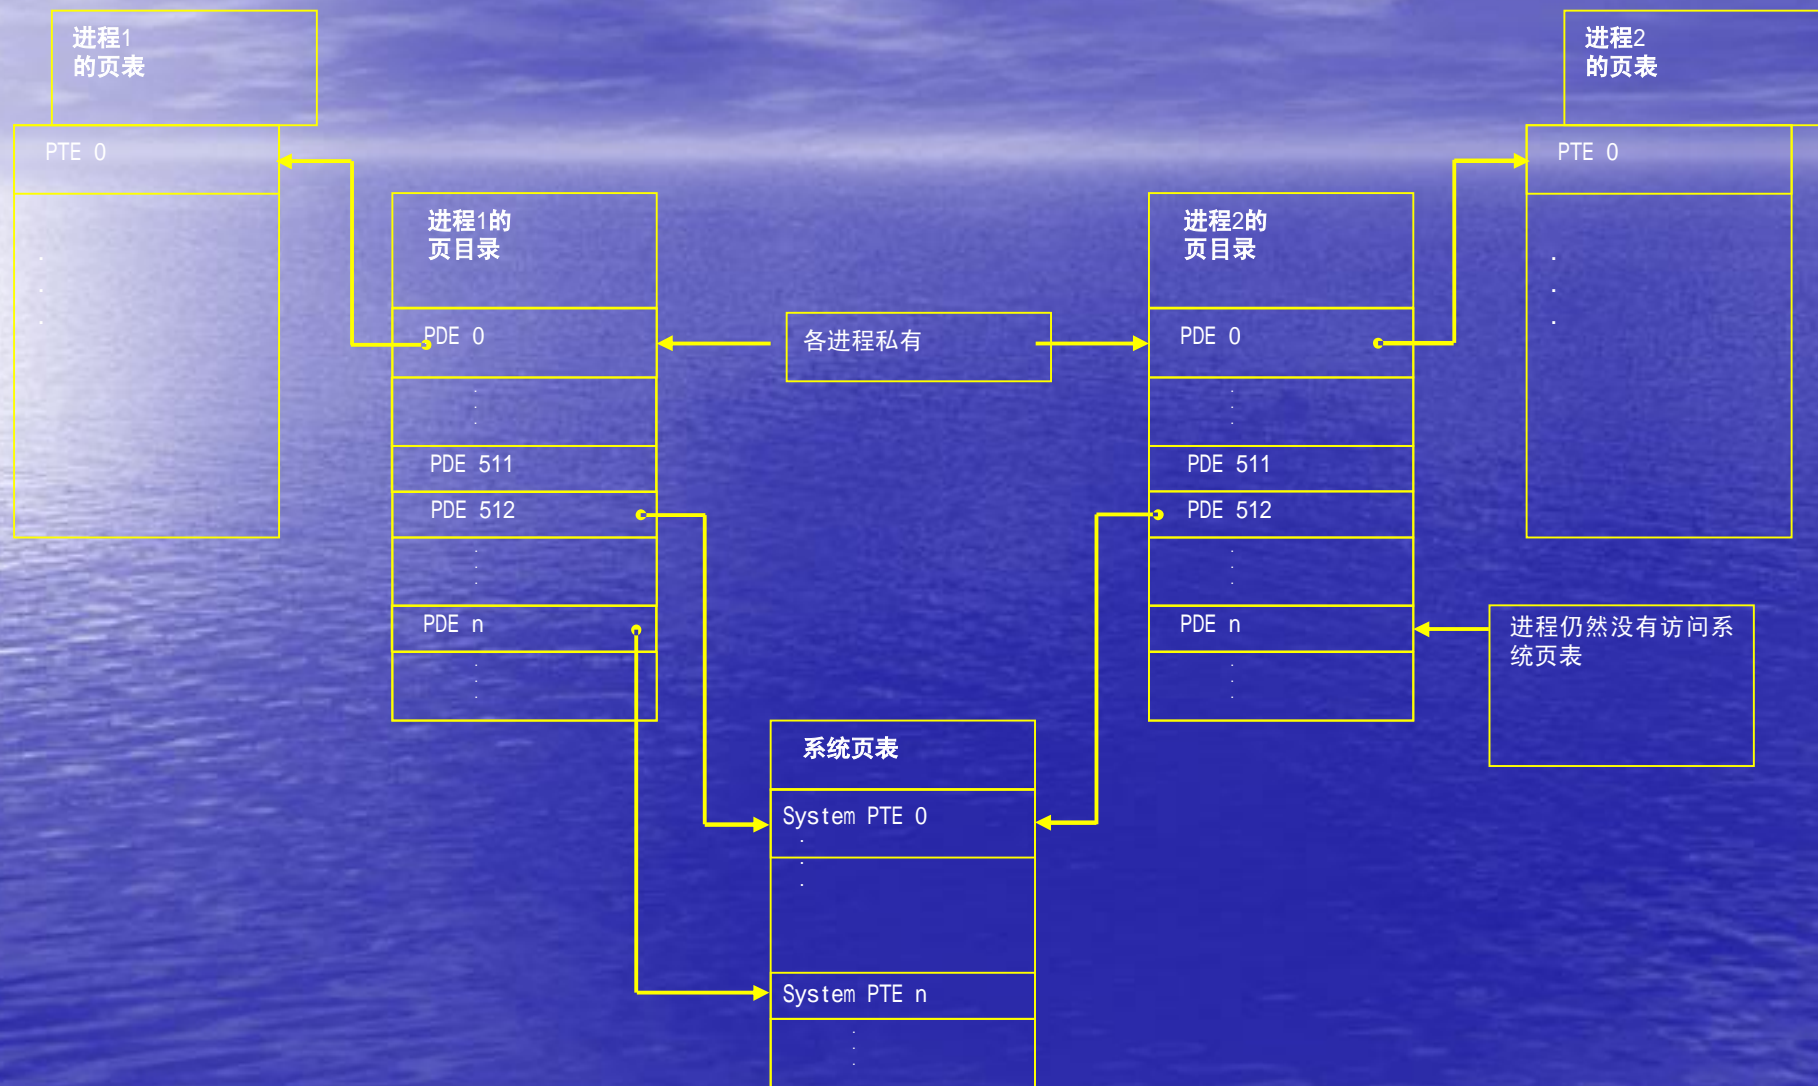 进程1
的页表
PTE 0
进程1的
页目录
PDE 0
PDE 511
PDE 512
PDE n
各进程私有
进程2的
页目录
PDE 0
PDE 511
PDE 512
PDE n
进程2
的页表
PTE 0
进程仍然没有访问系
统页表
系统页表
System PTE 0
System PTE n